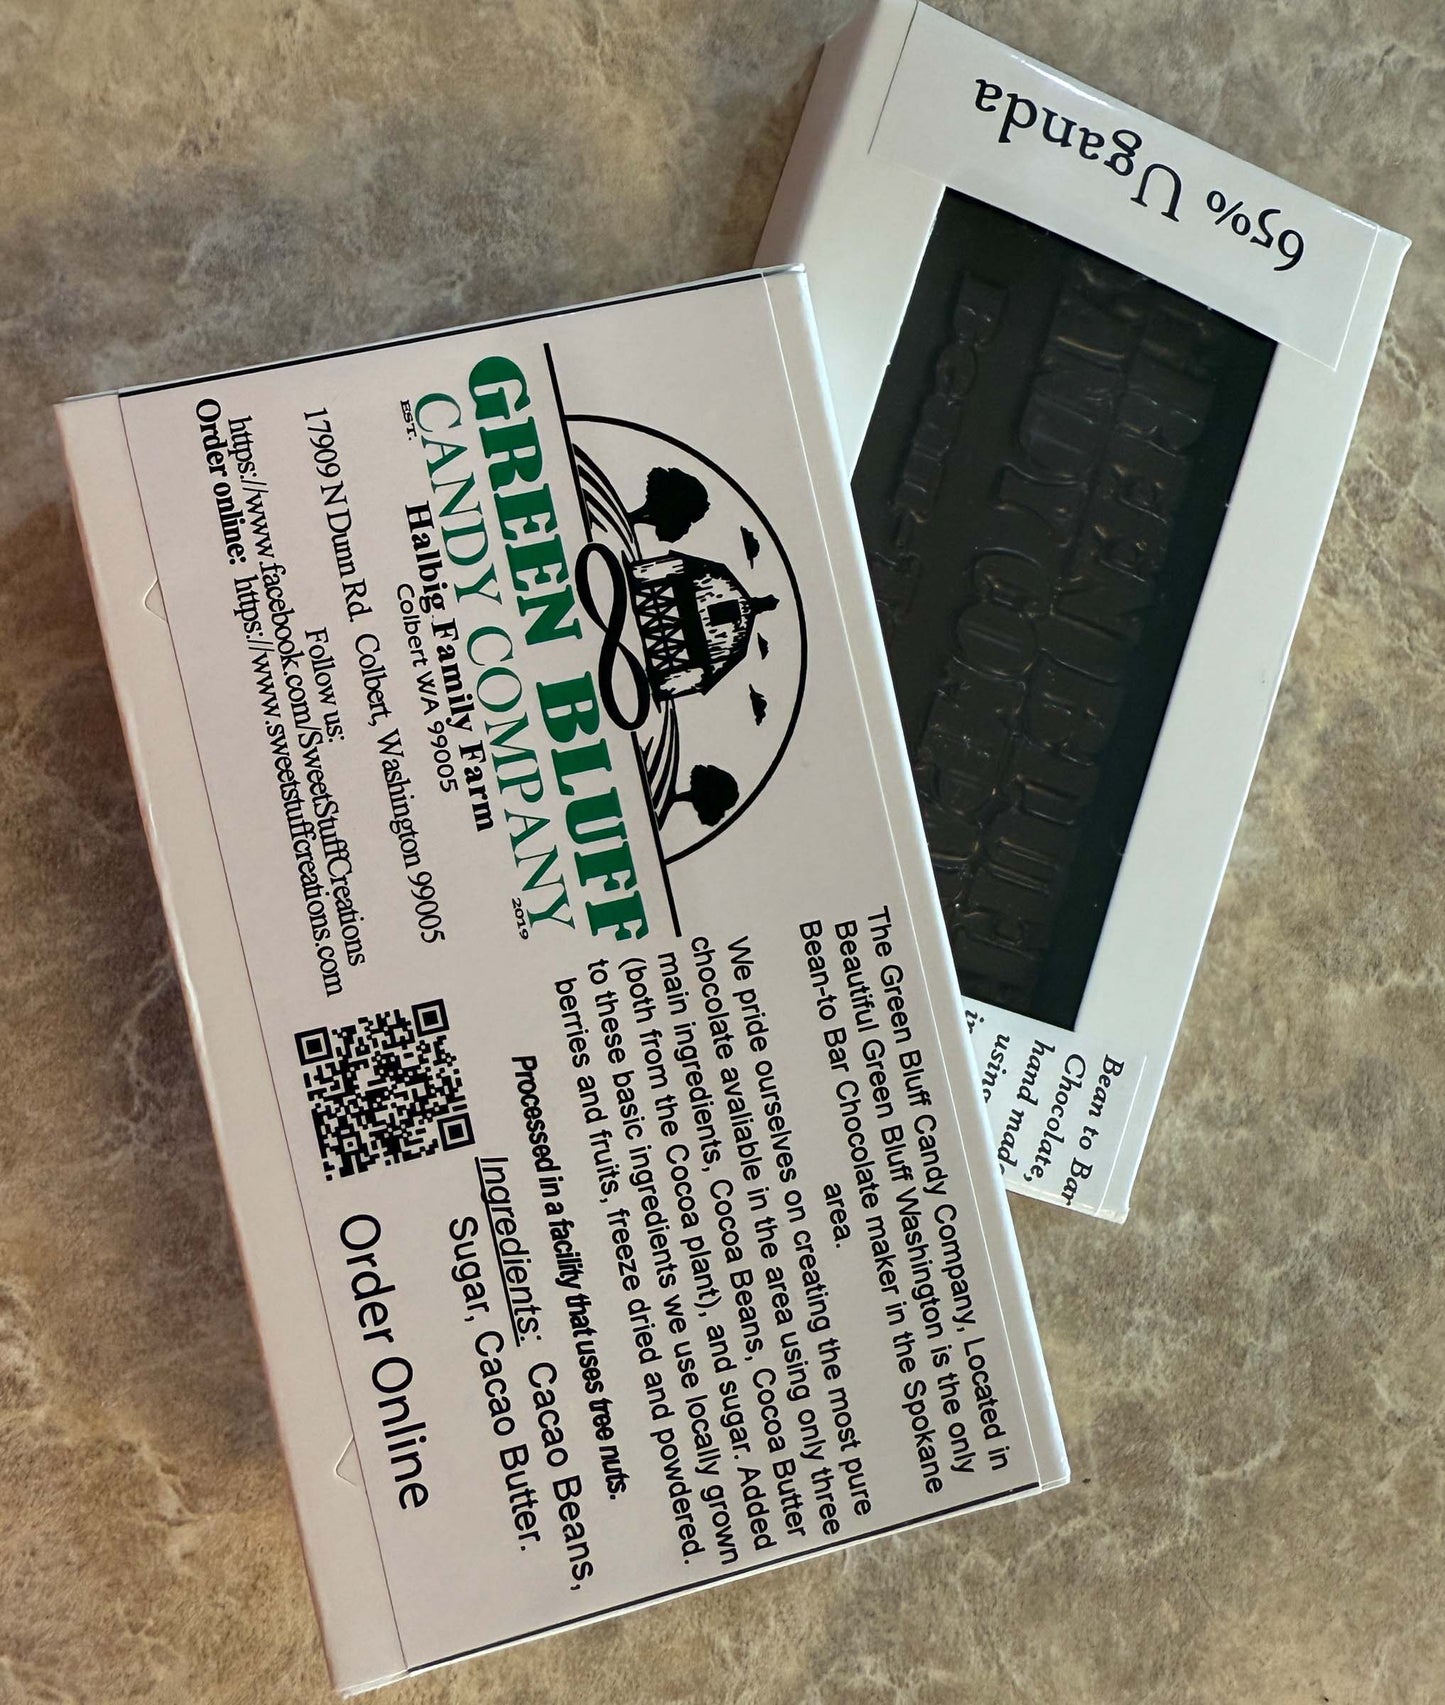 65% Uganda
GREEN BLUFF
CANDY COMPANY
Bean to Bar
Chocolate,
hand mad
using
GREEN BLUFF
CANDY COMPANY
EST.
2019
Halbig Family Farm
Colbert WA 99005
17909 N Dunn Rd. Colbert, Washington 99005
Follow us:
https://www.facebook.com/SweetStuffCreations
Order online: https://www.sweetstuffcreations.com
The Green Bluff Candy Company, Located in
Beautiful Green Bluff Washington is the only
Bean-to Bar Chocolate maker in the Spokane
area.
We pride ourselves on creating the most pure
chocolate avaliable in the area using only three
main ingredients, Cocoa Beans, Cocoa Butter
(both from the Cocoa plant), and sugar. Added
to these basic ingredients we use locally grown
berries and fruits, freeze dried and powdered.
Processed in a facility that uses tree nuts.
Ingredients: Cacao Beans,
Sugar, Cacao Butter.
Order Online